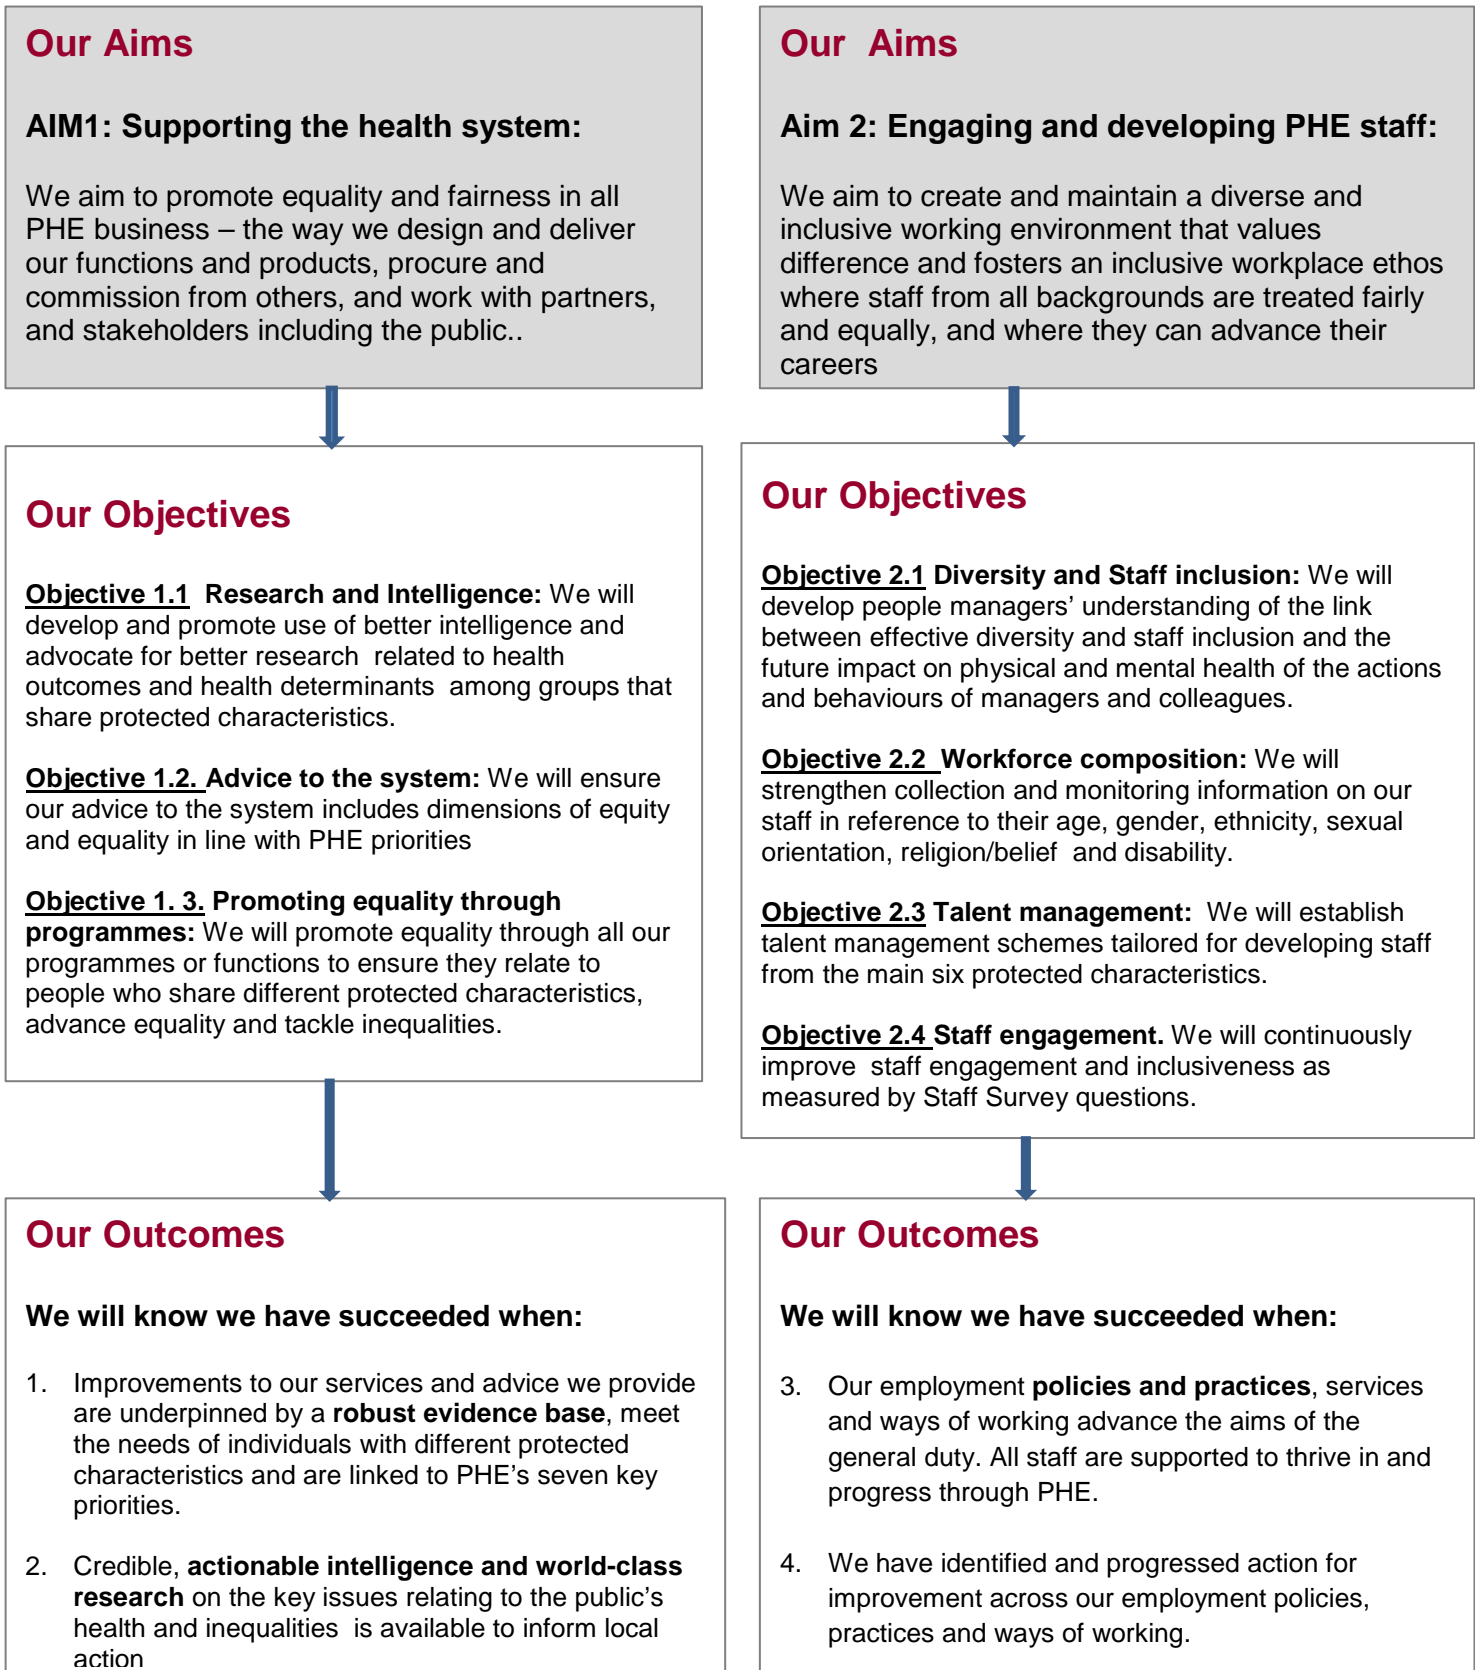 Our Aims
AIM1: Supporting the health system:
We aim to promote equality and fairness in all
PHE business – the way we design and deliver
our functions and products, procure and
commission from others, and work with partners,
and stakeholders including the public..
Our Objectives
Objective 1.1  Research and Intelligence: We will
develop and promote use of better intelligence and
advocate for better research  related to health
outcomes and health determinants  among groups that
share protected characteristics.
Objective 1.2. Advice to the system: We will ensure
our advice to the system includes dimensions of equity
and equality in line with PHE priorities
Objective 1. 3. Promoting equality through
programmes: We will promote equality through all our
programmes or functions to ensure they relate to
people who share different protected characteristics,
advance equality and tackle inequalities.
Our Outcomes
We will know we have succeeded when:
1. Improvements to our services and advice we provide
are underpinned by a robust evidence base, meet
the needs of individuals with different protected
characteristics and are linked to PHE's seven key
priorities.
2. Credible, actionable intelligence and world-class
research on the key issues relating to the public's
health and inequalities  is available to inform local
action
Our  Aims
Aim 2: Engaging and developing PHE staff:
We aim to create and maintain a diverse and
inclusive working environment that values
difference and fosters an inclusive workplace ethos
where staff from all backgrounds are treated fairly
and equally, and where they can advance their
careers
Our Objectives
Objective 2.1 Diversity and Staff inclusion: We will
develop people managers' understanding of the link
between effective diversity and staff inclusion and the
future impact on physical and mental health of the actions
and behaviours of managers and colleagues.
Objective 2.2  Workforce composition: We will
strengthen collection and monitoring information on our
staff in reference to their age, gender, ethnicity, sexual
orientation, religion/belief  and disability.
Objective 2.3 Talent management:  We will establish
talent management schemes tailored for developing staff
from the main six protected characteristics.
Objective 2.4 Staff engagement. We will continuously
improve  staff engagement and inclusiveness as
measured by Staff Survey questions.
Our Outcomes
We will know we have succeeded when:
3. Our employment policies and practices, services
and ways of working advance the aims of the
general duty. All staff are supported to thrive in and
progress through PHE.
4. We have identified and progressed action for
improvement across our employment policies,
practices and ways of working.